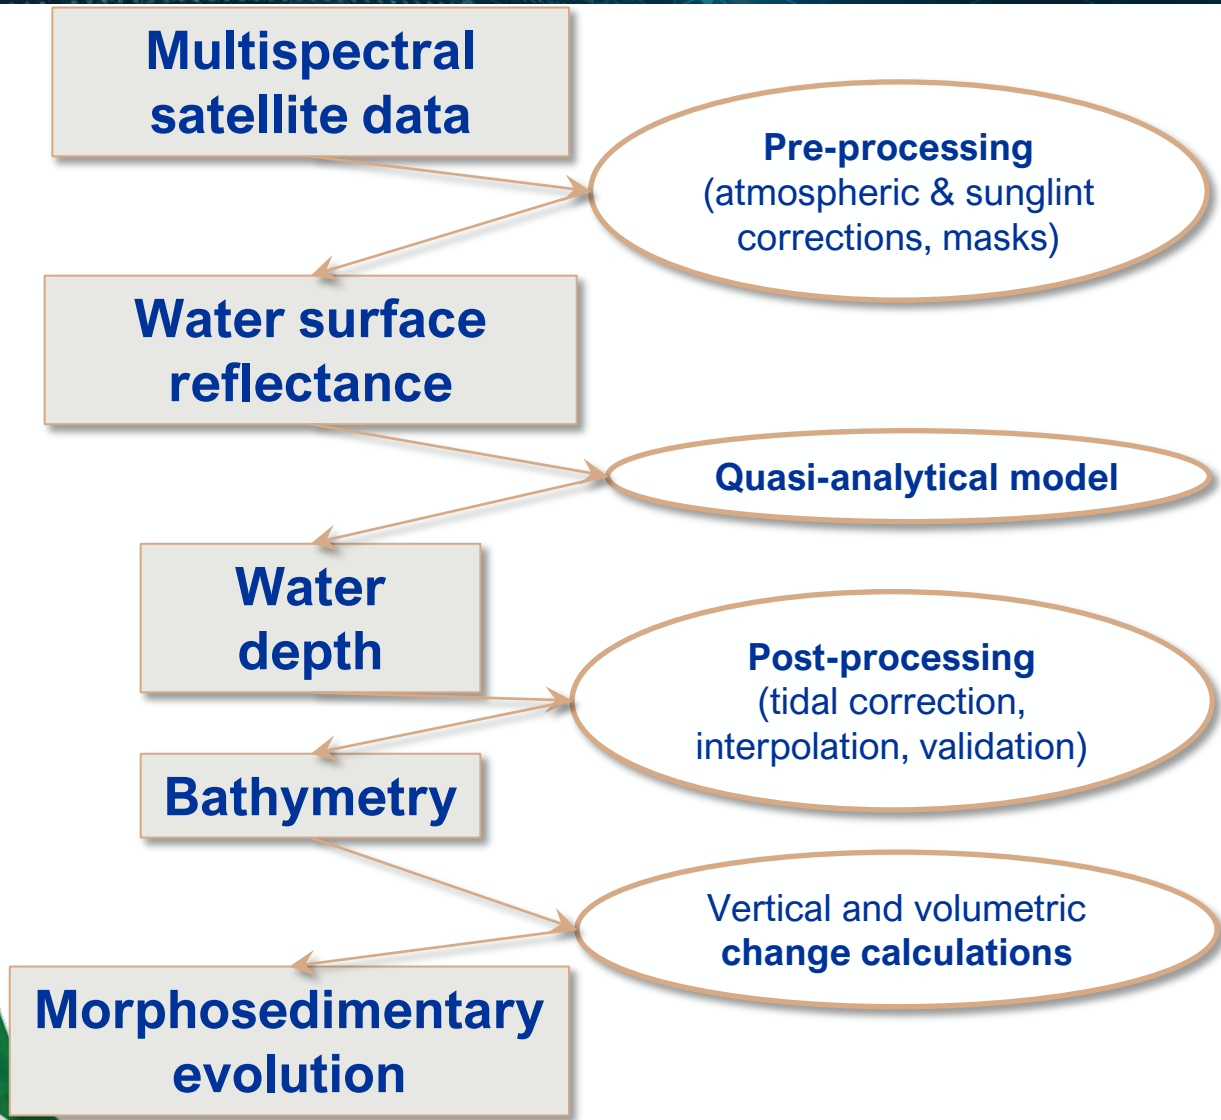 Multispectral
satellite data
Pre-processing
(atmospheric & sunglint
corrections, masks)
Water surface
reflectance
Quasi-analytical model
Water
depth
Post-processing
(tidal correction,
interpolation, validation)
Bathymetry
Vertical and volumetric
change calculations
Morphosedimentary
evolution